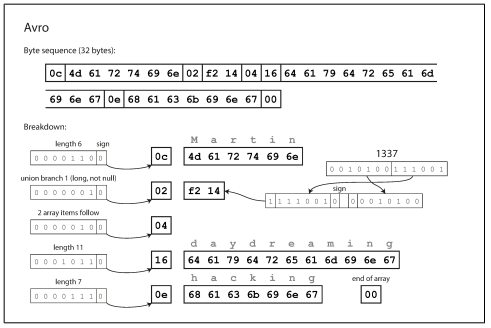 Avro
Byte sequence (32 bytes):
0c 4d 61 72 74 69 6e 02 f2 14 04 16 64 61 79 64 72 65 61 6d
69 6e 67 0e 68 61 63 6b 69 6e 67 00
Breakdown:
length 6 sign
M a r t i n
0 0 0 0 1 1 0 0
0c
4d 61 72 74 69 6e
1337
0 0 1 0 1 0 0 1 1 1 0 0 1
union branch 1 (long, not null)
0 0 0 0 0 0 1 0
02
f2 14
sign
1 1 1 1 0 0 1 0 0 0 0 1 0 1 0 0
2 array items follow
0 0 0 0 0 1 0 0
04
length 11
d a y d r e a m i n g
0 0 0 1 0 1 1 0
16
64 61 79 64 72 65 61 6d 69 6e 67
length 7
h a c k i n g
end of array
0 0 0 0 1 1 1 0
0e
68 61 63 6b 69 6e 67
00